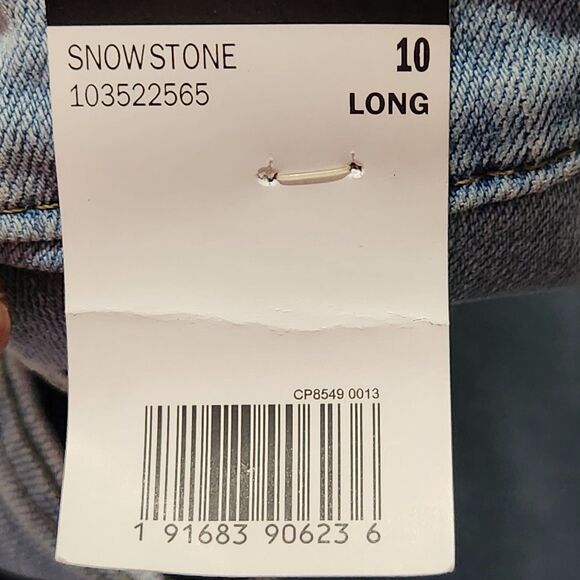 SNOWSTONE 10
103522565 LONG
CP8549 0013
1 91683 90623 6